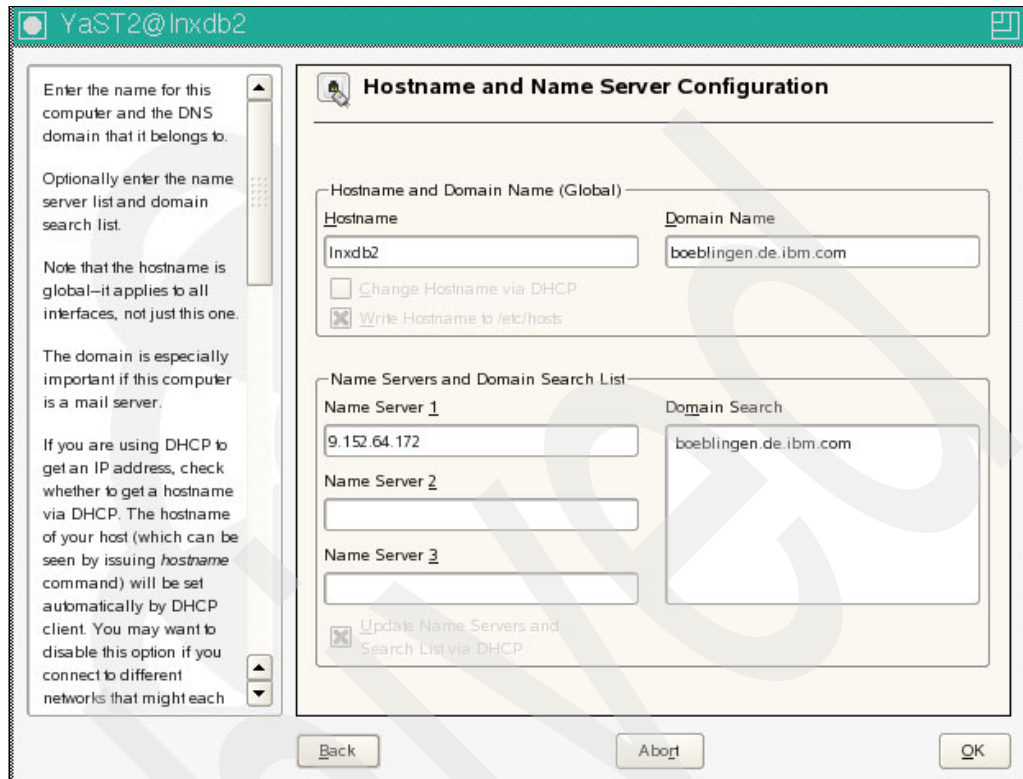 YaST2@lnxdb2
Enter the name for this
computer and the DNS
domain that it belongs to.
Optionally enter the name
server list and domain
search list.
Note that the hostname is
global–it applies to all
interfaces, not just this one.
The domain is especially
important if this computer
is a mail server.
If you are using DHCP to
get an IP address, check
whether to get a hostname
via DHCP. The hostname
of your host (which can be
seen by issuing hostname
command) will be set
automatically by DHCP
client. You may want to
disable this option if you
connect to different
networks that might each
Hostname and Name Server Configuration
Hostname and Domain Name (Global)
Hostname
Domain Name
lnxdb2
boeblingen.de.ibm.com
Change Hostname via DHCP
Write Hostname to /etc/hosts
Name Servers and Domain Search List
Name Server 1
Domain Search
9.152.64.172
boeblingen.de.ibm.com
Name Server 2
Name Server 3
Update Name Servers and
Search List via DHCP
Back
Abort
OK